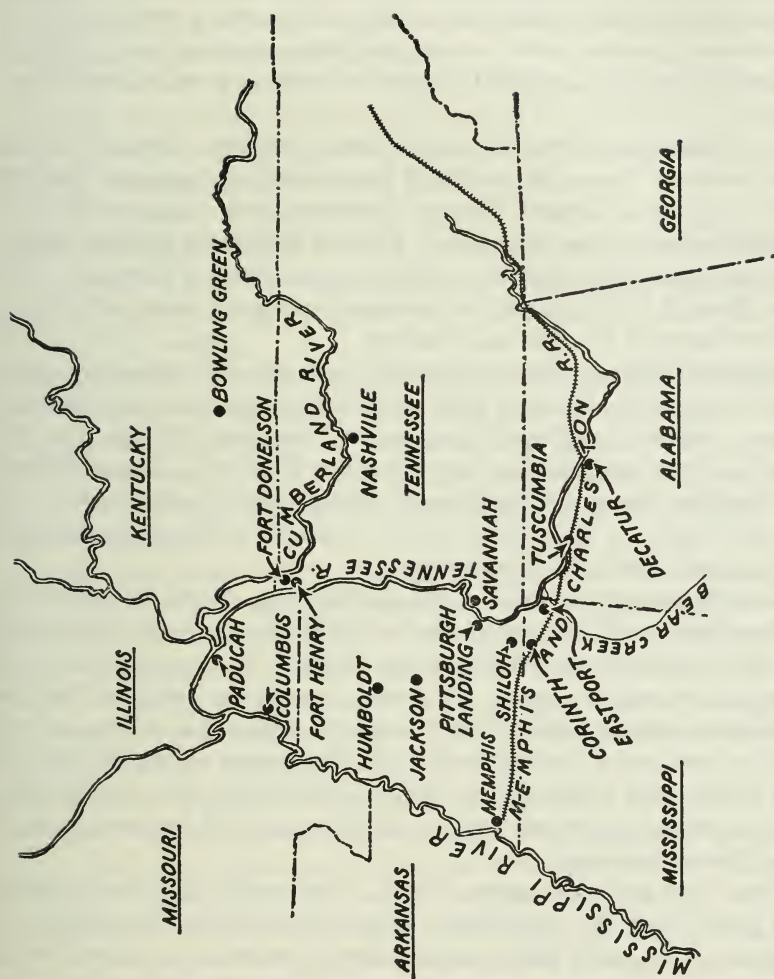 ILLINOIS
KENTUCKY
MISSOURI
PADUCAH
COLUMBUS
FORT HENRY
FORT DONELSON
BOWLING GREEN
CUMBERLAND RIVER
NASHVILLE
TENNESSEE
TENNESSEE R.
HUMBOLDT
JACKSON
SAVANNAH
PITTSBURGH
LANDING
SHILOH
MEMPHIS
MEMPHIS AND CHARLESTON R.R.
CORINTH
EASTPORT
TUSCUMBIA
DECATUR
BEAR CREEK
ARKANSAS
MISSISSIPPI RIVER
MISSISSIPPI
ALABAMA
GEORGIA